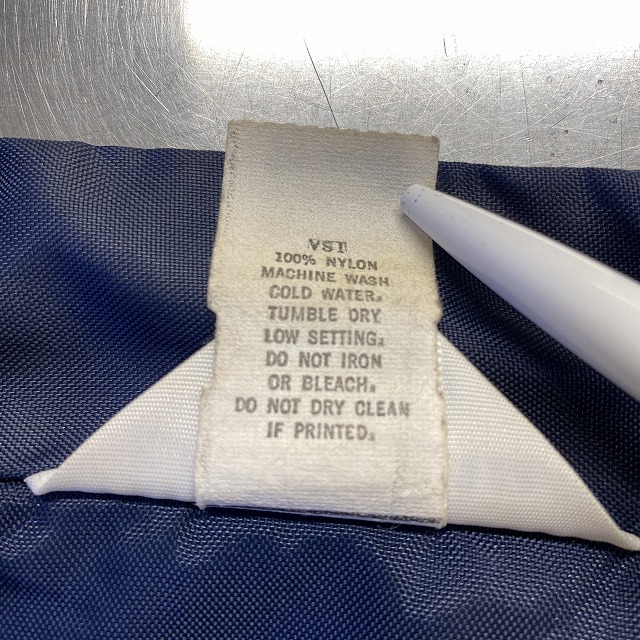 100% NYLON
MACHINE WASH
COLD WATER.
TUMBLE DRY
LOW SETTING.
DO NOT IRON
OR BLEACH.
DO NOT DRY CLEAN
IF PRINTED.